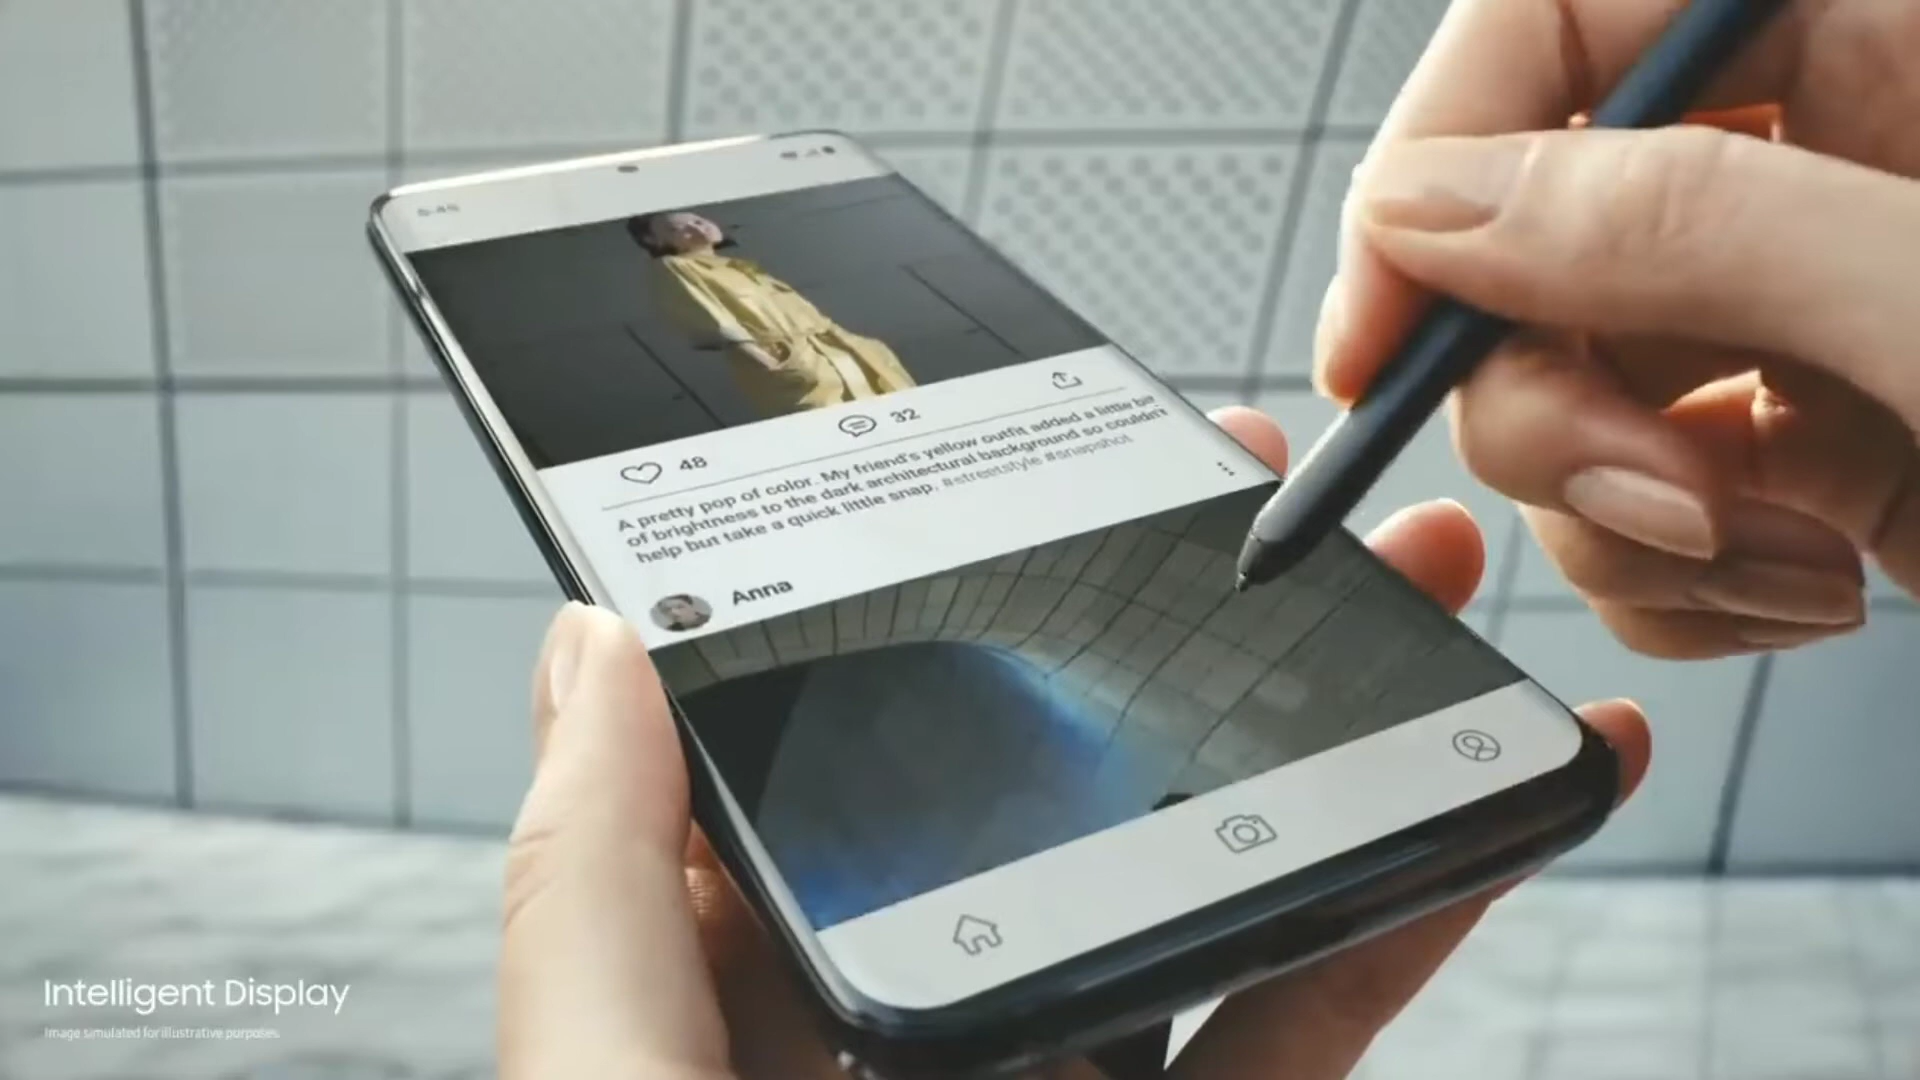 5:45
48
32
A pretty pop of color. My friend's yellow outfit added a little bit
of brightness to the dark architectural background so couldn't
help but take a quick little snap. #streetstyle #snapshot
Anna
Intelligent Display
Image simulated for illustrative purposes.